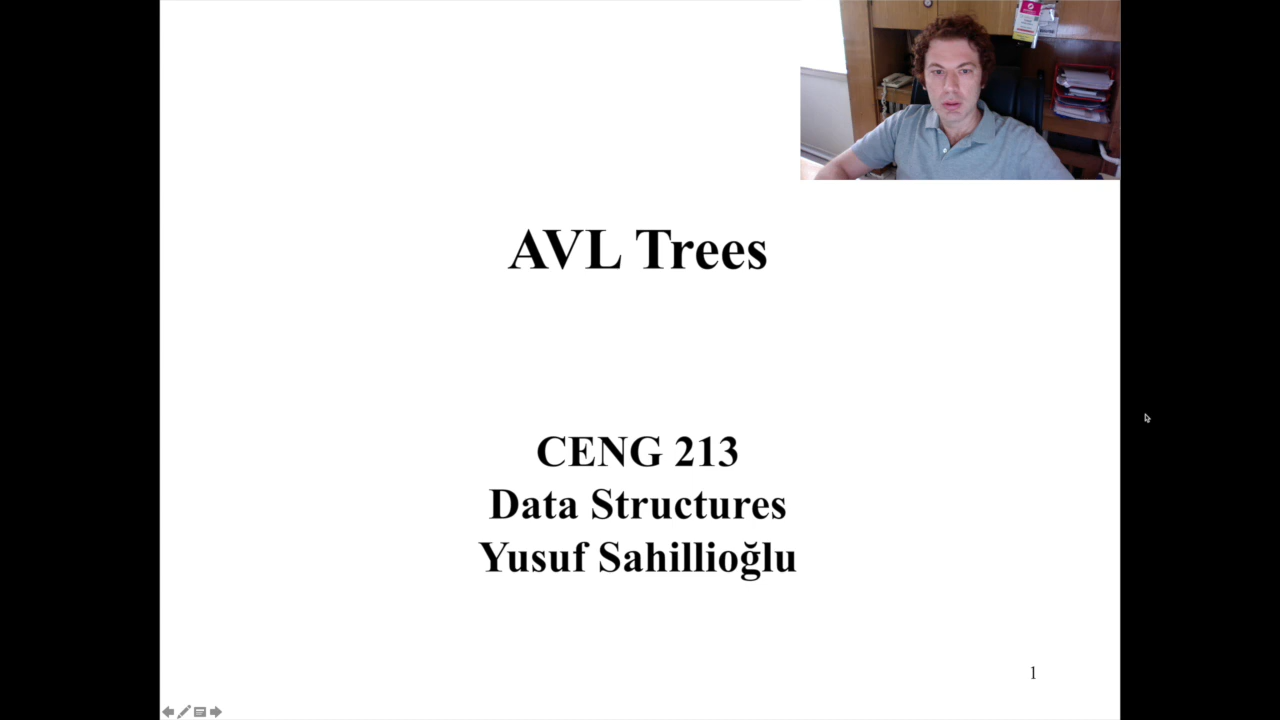 AVL Trees
CENG 213
Data Structures
Yusuf Sahillioğlu
1